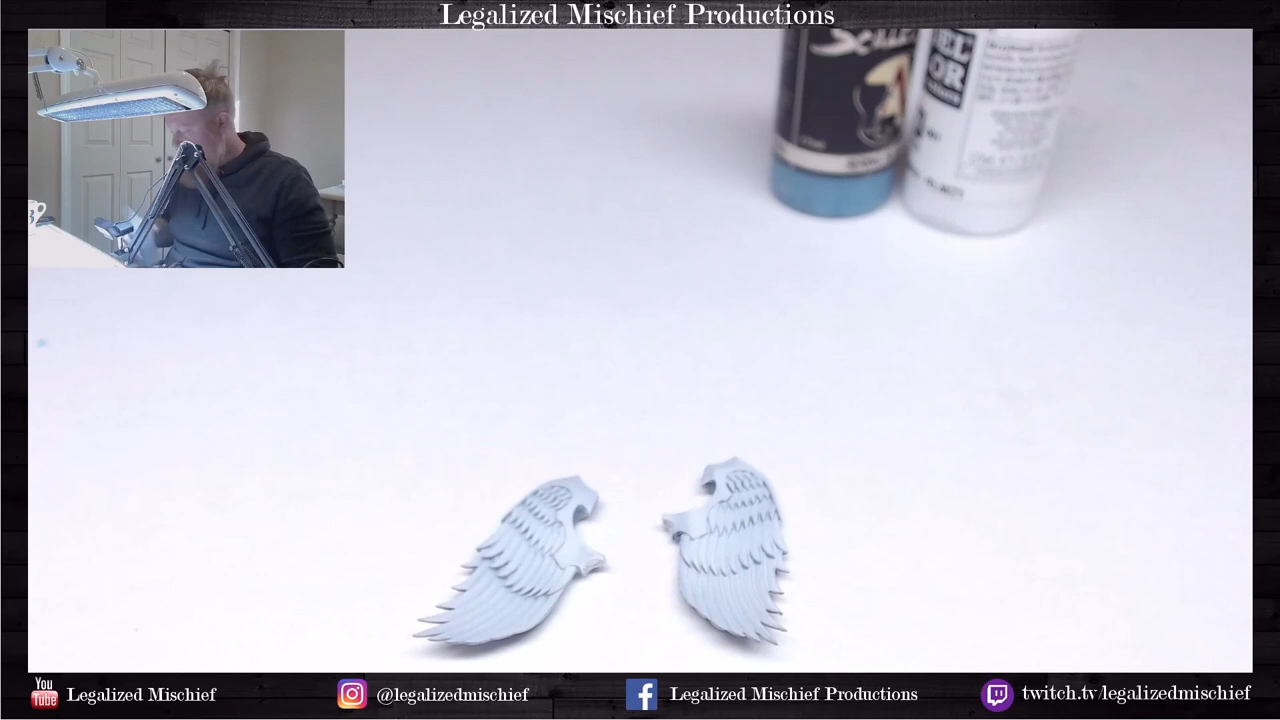 Legalized Mischief Productions
You
Tube
Legalized Mischief
@legalizedmischief
Legalized Mischief Productions
twitch.tv/legalizedmischief